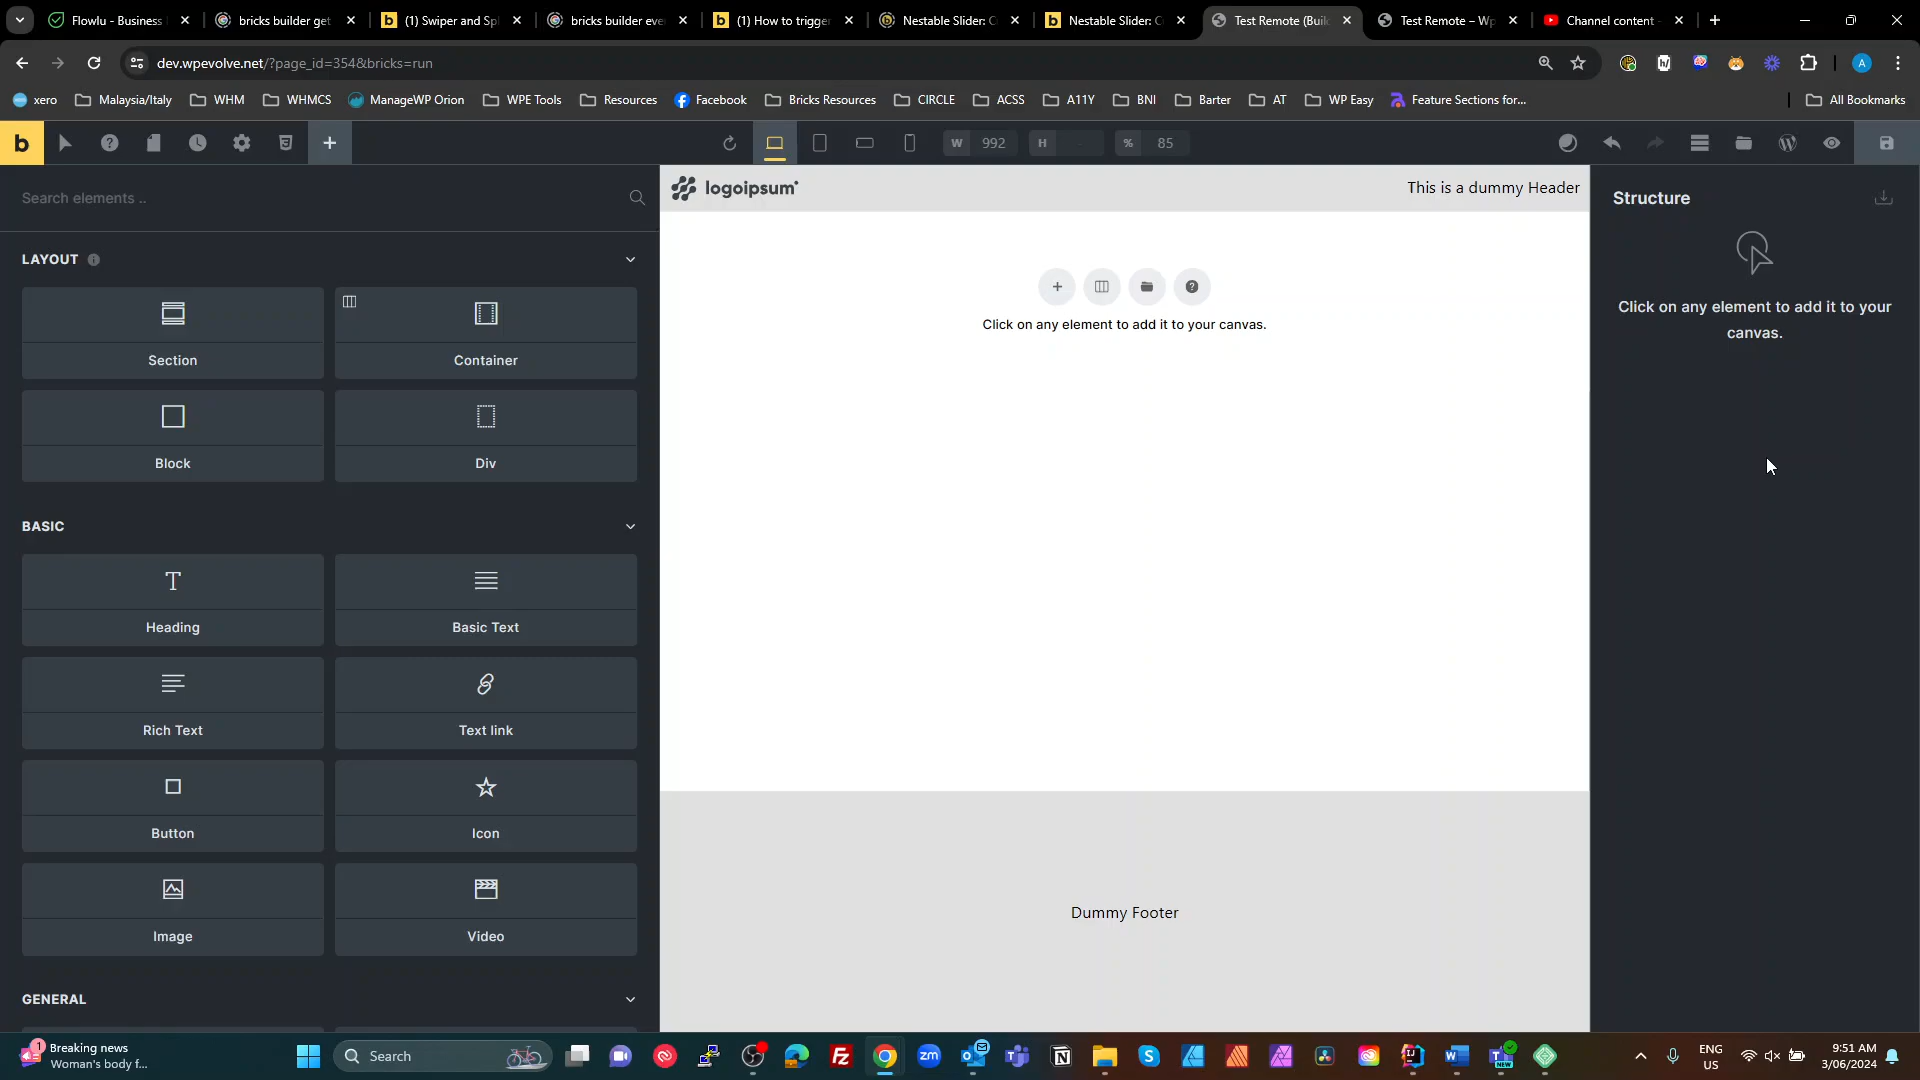 Flowlu - Business
bricks builder get
(1) Swiper and Spl
bricks builder eve
(1) How to trigger
Nestable Slider: C
Nestable Slider: C
Test Remote (Buil
Test Remote – Wp
Channel content -
dev.wpevolve.net/?page_id=354&bricks=run
A
xero
Malaysia/Italy
WHM
WHMCS
ManageWP Orion
WPE Tools
Resources
Facebook
Bricks Resources
CIRCLE
ACSS
A11Y
BNI
Barter
AT
WP Easy
Feature Sections for...
All Bookmarks
b
W 992
H -
% 85
Search elements ..
LAYOUT
Section
Container
Block
Div
BASIC
Heading
Basic Text
Rich Text
Text link
Button
Icon
Image
Video
GENERAL
logoipsum
This is a dummy Header
Click on any element to add it to your canvas.
Dummy Footer
Structure
Click on any element to add it to your
canvas.
1
Breaking news
Woman's body f...
Search
zm
NEW
ENG
US
9:51 AM
3/06/2024